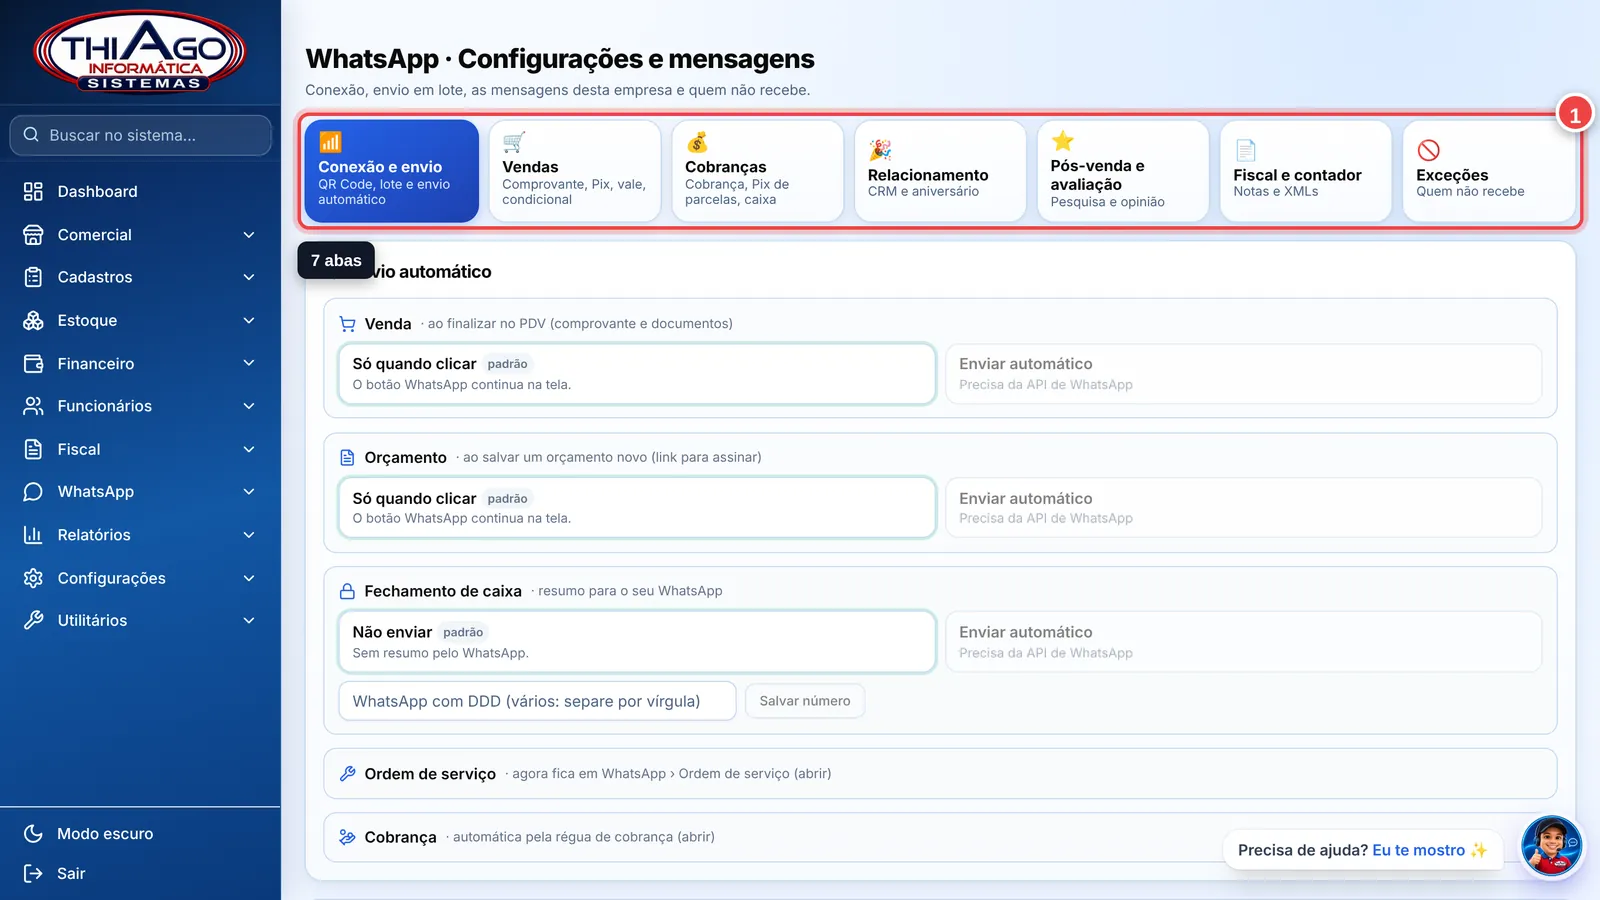 THIAGO
INFORMÁTICA
SISTEMAS
Buscar no sistema...
Dashboard
Comercial
Cadastros
Estoque
Financeiro
Funcionários
Fiscal
WhatsApp
Relatórios
Configurações
Utilitários
Modo escuro
Sair
WhatsApp · Configurações e mensagens
Conexão, envio em lote, as mensagens desta empresa e quem não recebe.
1
Conexão e envio
QR Code, lote e envio
automático
Vendas
Comprovante, Pix, vale,
condicional
Cobranças
Cobrança, Pix de
parcelas, caixa
Relacionamento
CRM e aniversário
Pós-venda e
avaliação
Pesquisa e opinião
Fiscal e contador
Notas e XMLs
Exceções
Quem não recebe
7 abas
vio automático
Venda · ao finalizar no PDV (comprovante e documentos)
Só quando clicar padrão
O botão WhatsApp continua na tela.
Enviar automático
Precisa da API de WhatsApp
Orçamento · ao salvar um orçamento novo (link para assinar)
Só quando clicar padrão
O botão WhatsApp continua na tela.
Enviar automático
Precisa da API de WhatsApp
Fechamento de caixa · resumo para o seu WhatsApp
Não enviar padrão
Sem resumo pelo WhatsApp.
Enviar automático
Precisa da API de WhatsApp
WhatsApp com DDD (vários: separe por vírgula)
Salvar número
Ordem de serviço · agora fica em WhatsApp › Ordem de serviço (abrir)
Cobrança · automática pela régua de cobrança (abrir)
Precisa de ajuda? Eu te mostro ✨